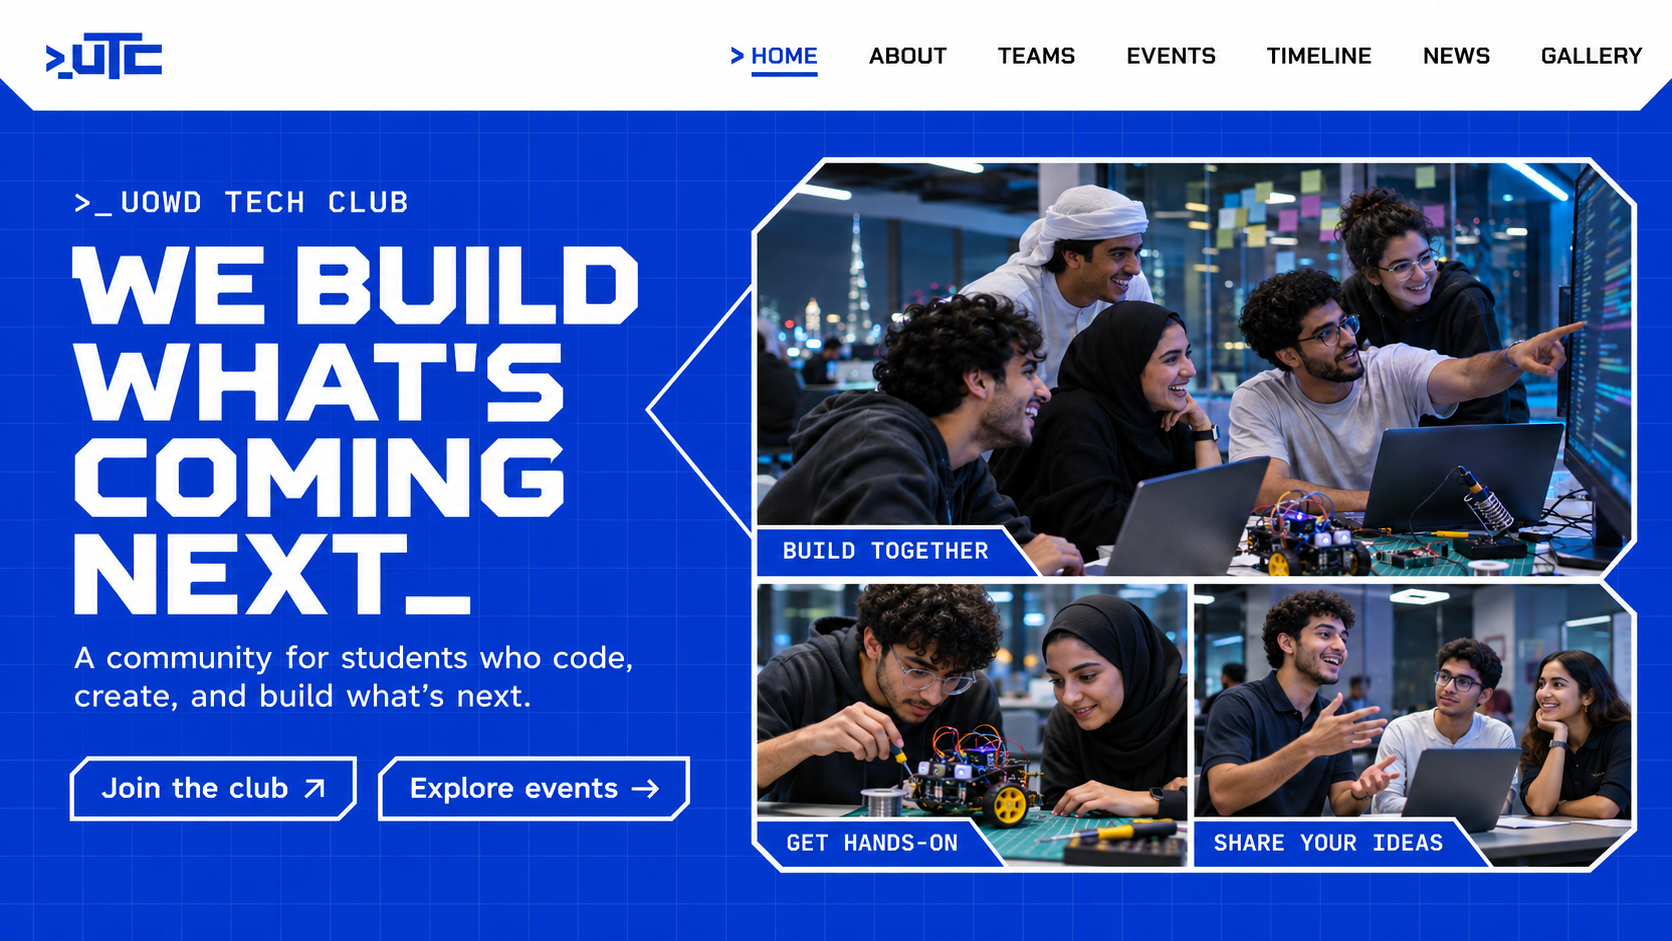 >_UTC
> HOME
ABOUT
TEAMS
EVENTS
TIMELINE
NEWS
GALLERY
>_UOWD TECH CLUB
WE BUILD
WHAT'S
COMING
NEXT_
A community for students who code,
create, and build what’s next.
Join the club ↗
Explore events →
BUILD TOGETHER
GET HANDS-ON
SHARE YOUR IDEAS